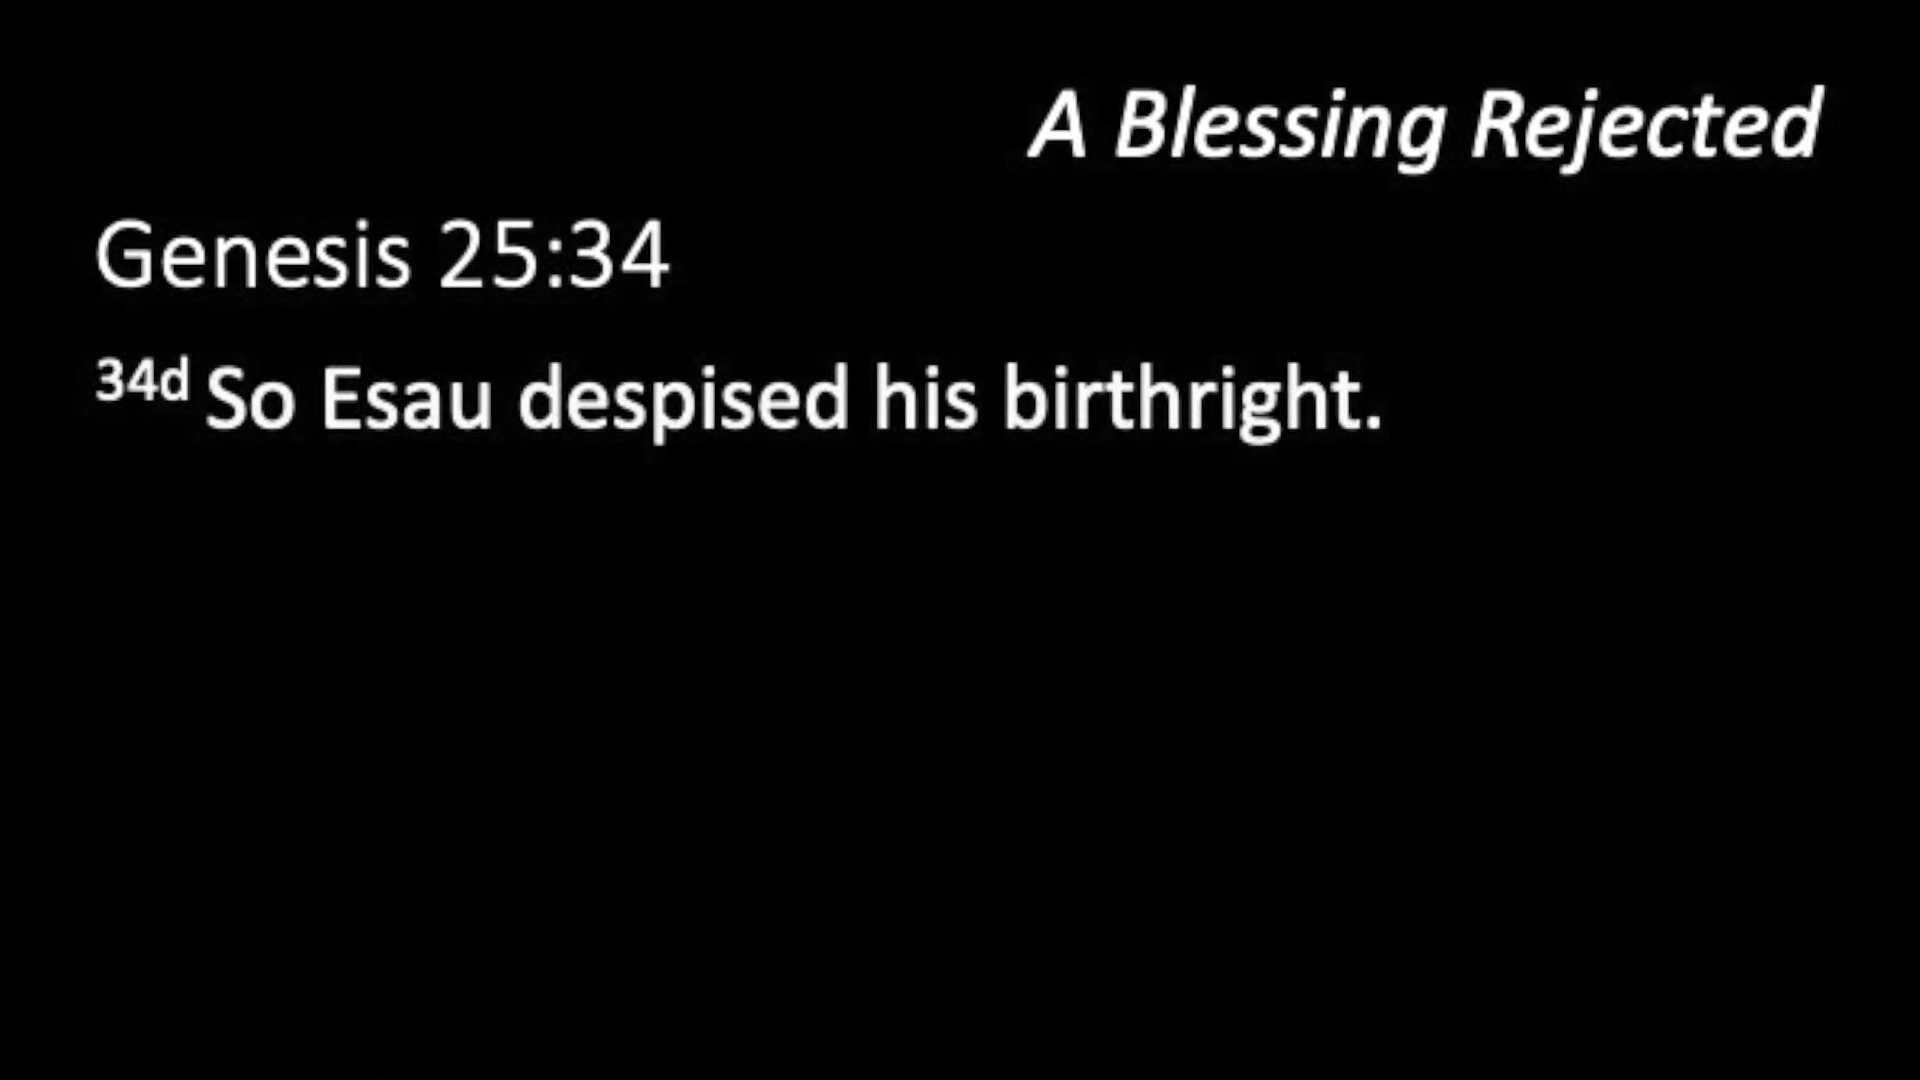 A Blessing Rejected
Genesis 25:34
34d So Esau despised his birthright.